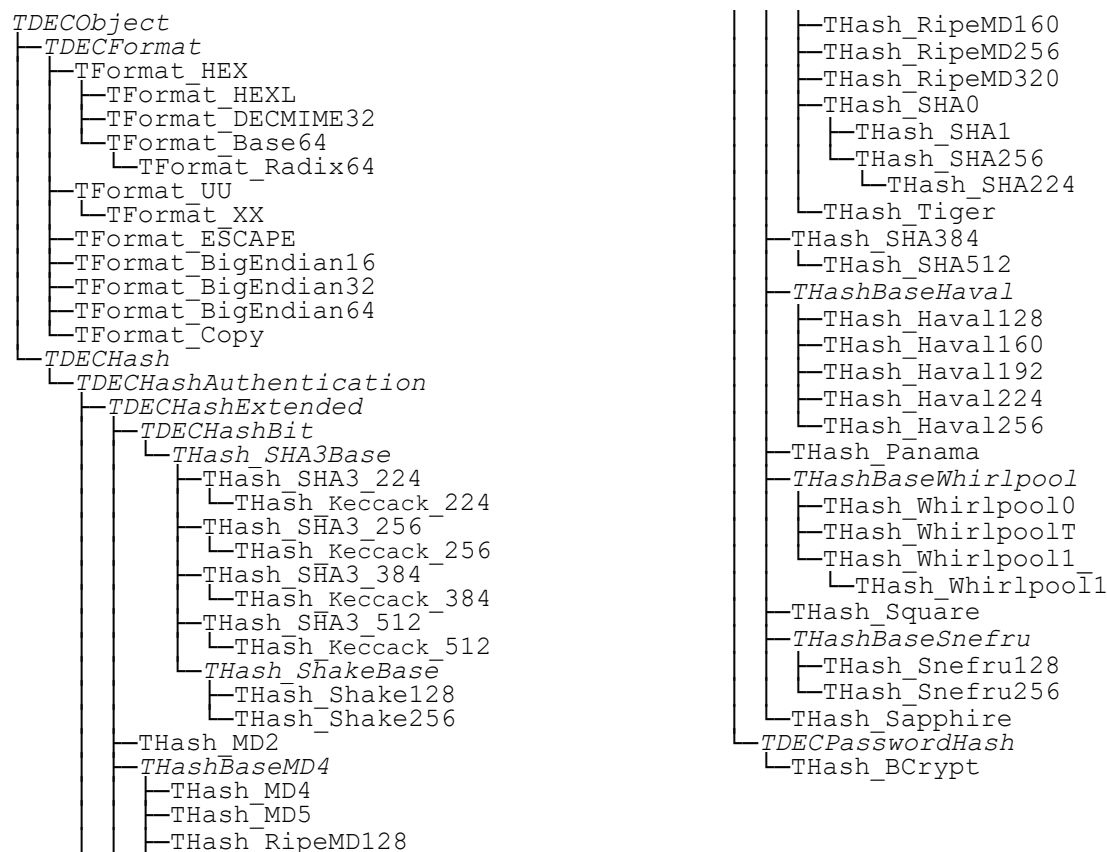 TDECObject
TDECFormat
TFormat_HEX
TFormat_HEXL
TFormat_DECMIME32
TFormat_Base64
TFormat_Radix64
TFormat_UU
TFormat_XX
TFormat_ESCAPE
TFormat_BigEndian16
TFormat_BigEndian32
TFormat_BigEndian64
TFormat_Copy
TDECHash
TDECHashAuthentication
TDECHashExtended
TDECHashBit
THash_SHA3Base
THash_SHA3_224
THash_Keccack_224
THash_SHA3_256
THash_Keccack_256
THash_SHA3_384
THash_Keccack_384
THash_SHA3_512
THash_Keccack_512
THash_ShakeBase
THash_Shake128
THash_Shake256
THash_MD2
THashBaseMD4
THash_MD4
THash_MD5
THash_RipeMD128
THash_RipeMD160
THash_RipeMD256
THash_RipeMD320
THash_SHA0
THash_SHA1
THash_SHA256
THash_SHA224
THash_Tiger
THash_SHA384
THash_SHA512
THashBaseHaval
THash_Haval128
THash_Haval160
THash_Haval192
THash_Haval224
THash_Haval256
THash_Panama
THashBaseWhirlpool
THash_Whirlpool0
THash_WhirlpoolT
THash_Whirlpool1_
THash_Whirlpool1
THash_Square
THashBaseSnefru
THash_Snefru128
THash_Snefru256
THash_Sapphire
TDECPasswordHash
THash_BCrypt